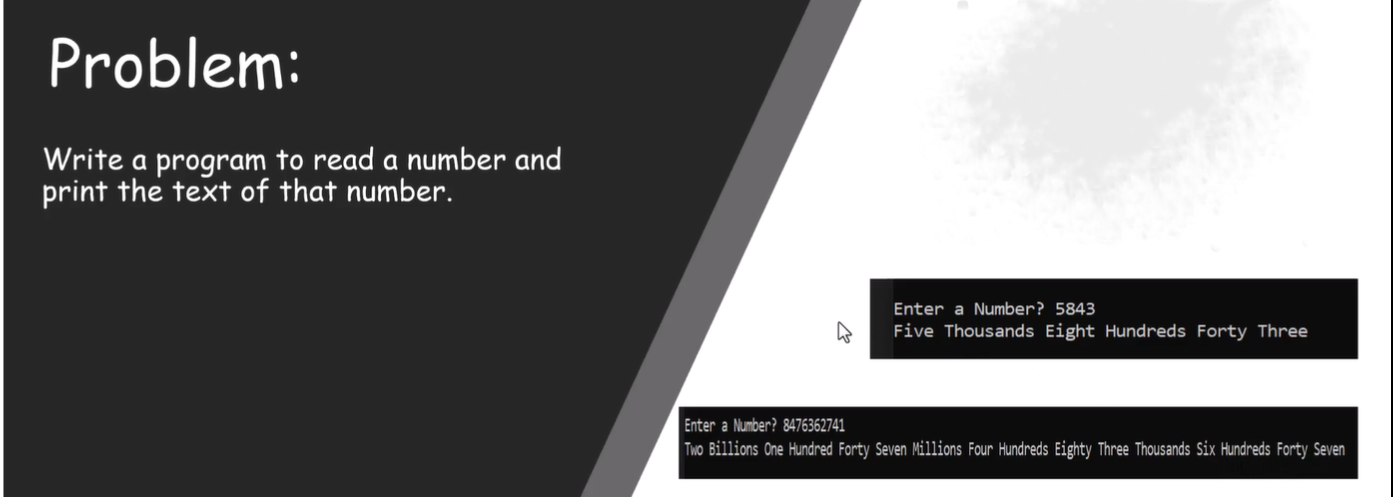 Problem:
Write a program to read a number and
print the text of that number.
Enter a Number? 5843
Five Thousands Eight Hundreds Forty Three
Enter a Number? 8476362741
Two Billions One Hundred Forty Seven Millions Four Hundreds Eighty Three Thousands Six Hundreds Forty Seven